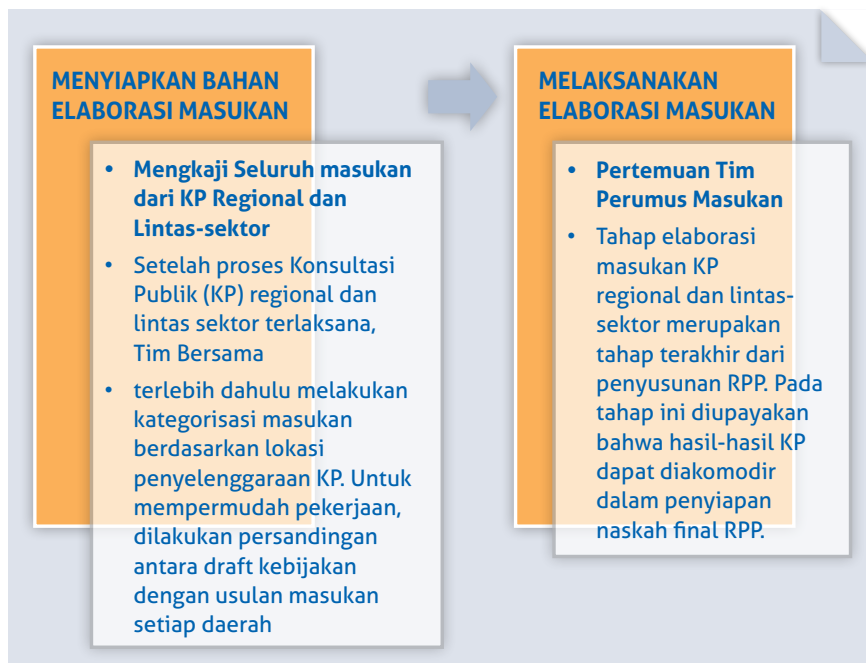 MENYIAPKAN BAHAN
ELABORASI MASUKAN
• Mengkaji Seluruh masukan
dari KP Regional dan
Lintas-sektor
• Setelah proses Konsultasi
Publik (KP) regional dan
lintas sektor terlaksana,
Tim Bersama
• terlebih dahulu melakukan
kategorisasi masukan
berdasarkan lokasi
penyelenggaraan KP. Untuk
mempermudah pekerjaan,
dilakukan persandingan
antara draft kebijakan
dengan usulan masukan
setiap daerah
MELAKSANAKAN
ELABORASI MASUKAN
• Pertemuan Tim
Perumus Masukan
• Tahap elaborasi
masukan KP
regional dan lintas-
sektor merupakan
tahap terakhir dari
penyusunan RPP. Pada
tahap ini diupayakan
bahwa hasil-hasil KP
dapat diakomodir
dalam penyiapan
naskah final RPP.